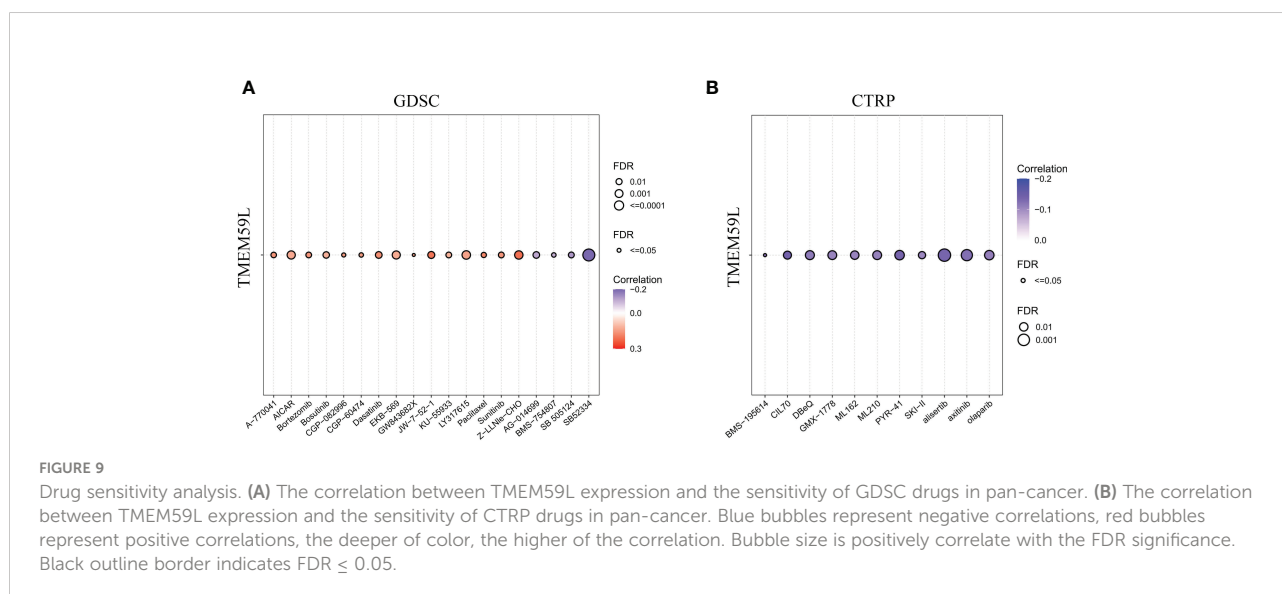 A
GDSC
TMEM59L
A-770041
AICAR
Bortezomib
Bosutinib
CGP-082996
CGP-60474
Dasatinib
EKB-569
GW843682X
JW-7-52-1
KU-55933
LY317615
Paclitaxel
Sunitinib
Z-LLNle-CHO
AG-014699
BMS-754807
SB 505124
SB52334
FDR
0.01
0.001
<=0.0001
FDR
<=0.05
Correlation
-0.2
0.0
0.3
B
CTRP
TMEM59L
BMS-195614
CIL70
DBeQ
GMX-1778
ML162
ML210
PYR-41
SKI-II
alisertib
axitinib
olaparib
Correlation
-0.2
-0.1
0.0
FDR
<=0.05
FDR
0.01
0.001
FIGURE 9
Drug sensitivity analysis. (A) The correlation between TMEM59L expression and the sensitivity of GDSC drugs in pan-cancer. (B) The correlation
between TMEM59L expression and the sensitivity of CTRP drugs in pan-cancer. Blue bubbles represent negative correlations, red bubbles
represent positive correlations, the deeper of color, the higher of the correlation. Bubble size is positively correlate with the FDR significance.
Black outline border indicates FDR ≤ 0.05.